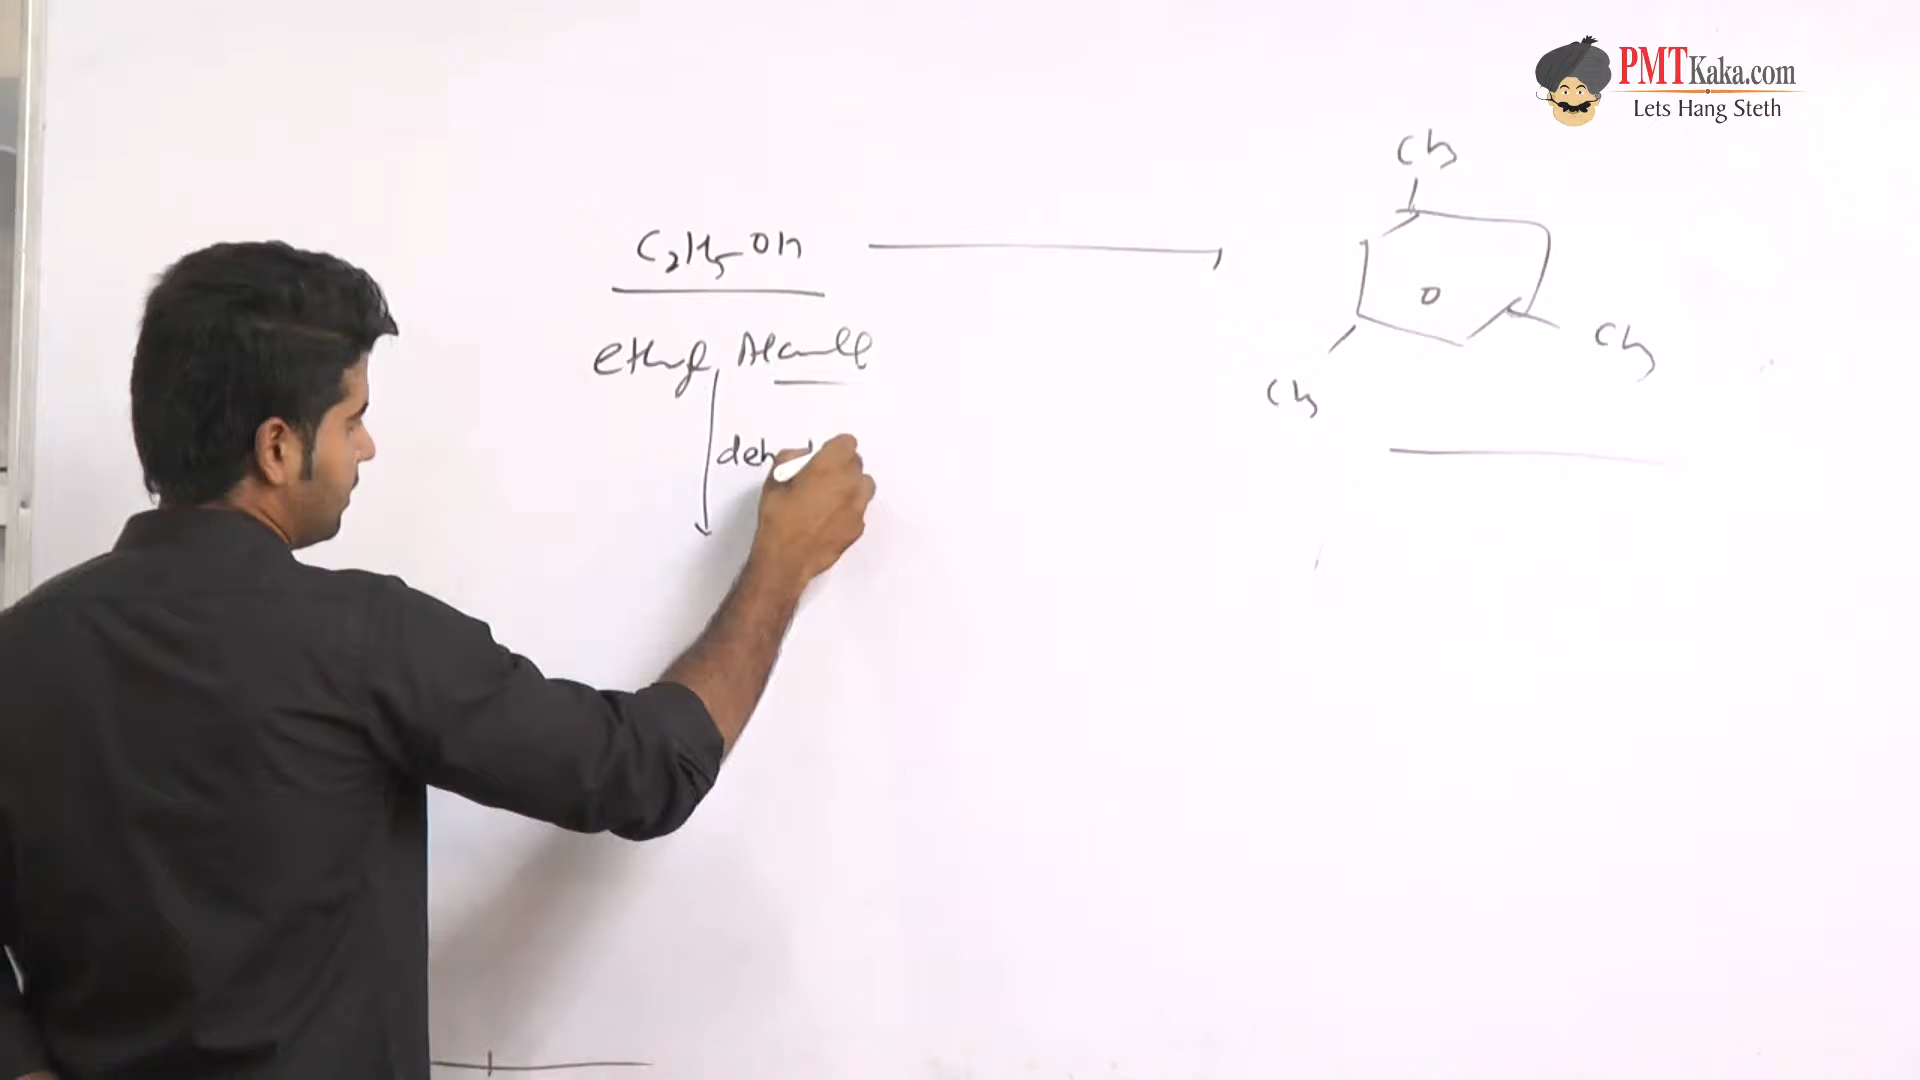 PMTKaka.com
Lets Hang Steth
CH3
C2H5OH
ethyl Alcohol
O
CH3
CH3
deh